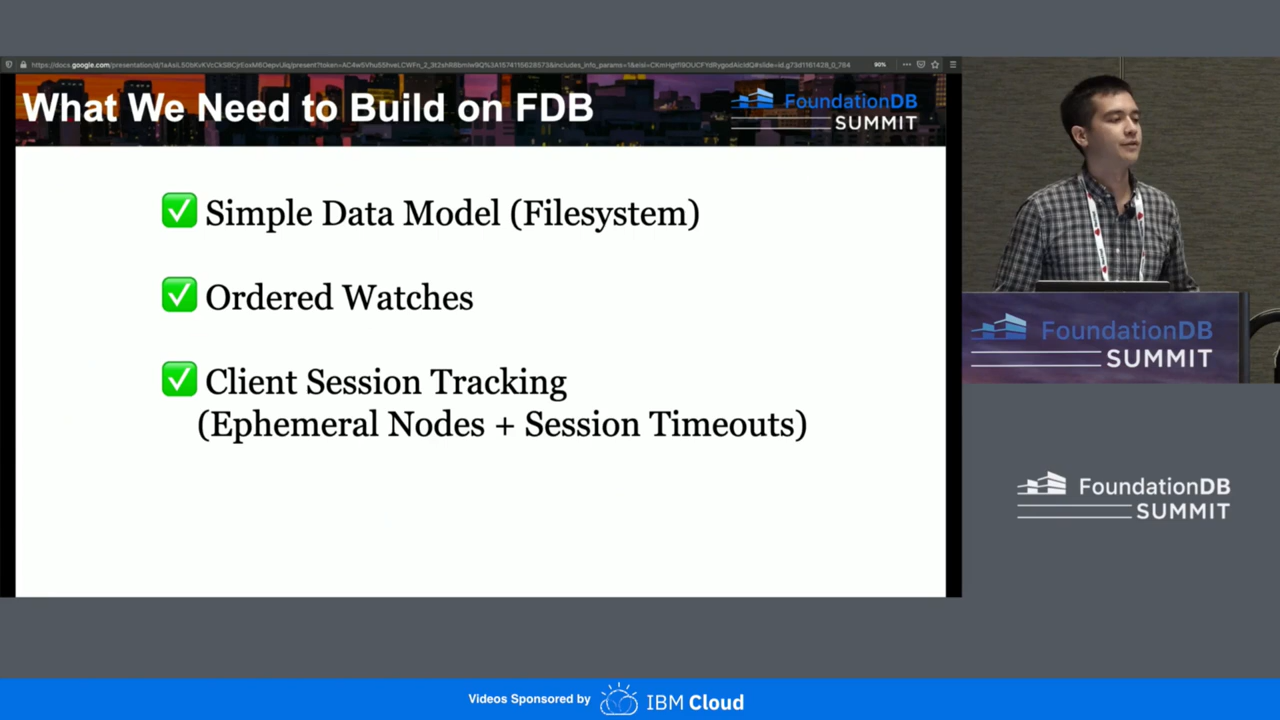 What We Need to Build on FDB
FoundationDB
SUMMIT
✅ Simple Data Model (Filesystem)
✅ Ordered Watches
✅ Client Session Tracking
(Ephemeral Nodes + Session Timeouts)
90%
FoundationDB
SUMMIT
FoundationDB
SUMMIT
Videos Sponsored by IBM Cloud